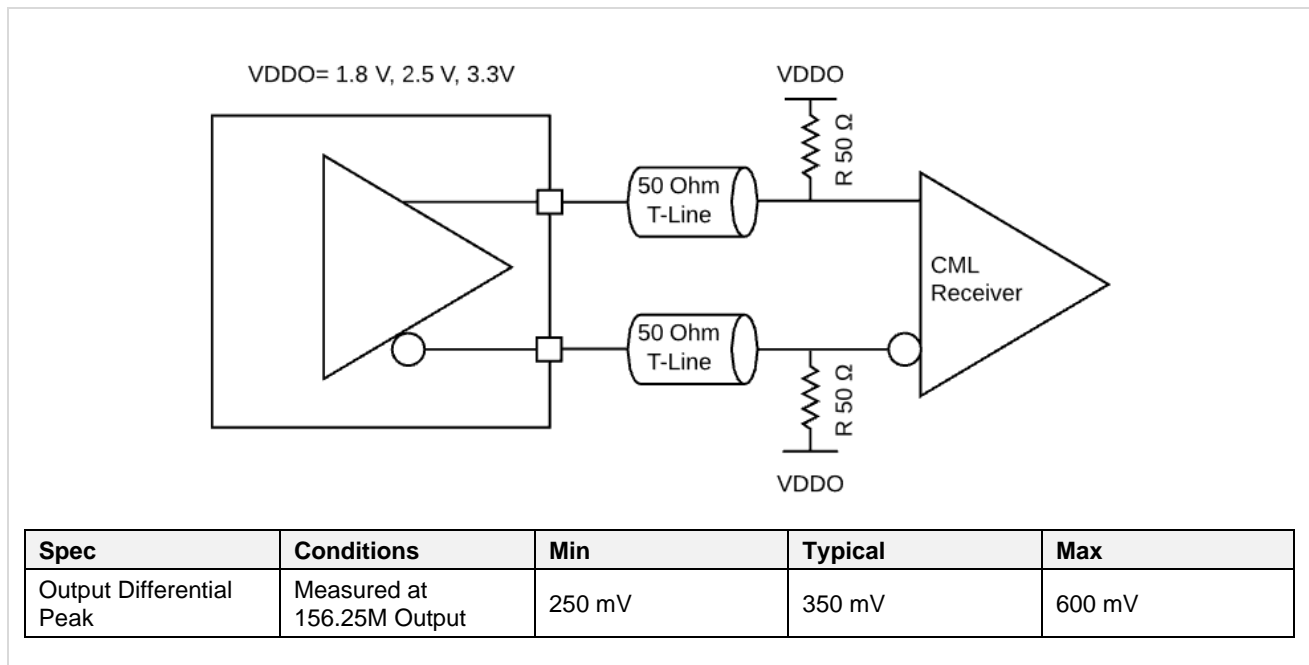 VDDO= 1.8 V, 2.5 V, 3.3V
VDDO
R 50 Ω
50 Ohm
T-Line
CML
Receiver
50 Ohm
T-Line
R 50 Ω
VDDO
Spec Conditions Min Typical Max
Output Differential Peak Measured at 156.25M Output 250 mV 350 mV 600 mV